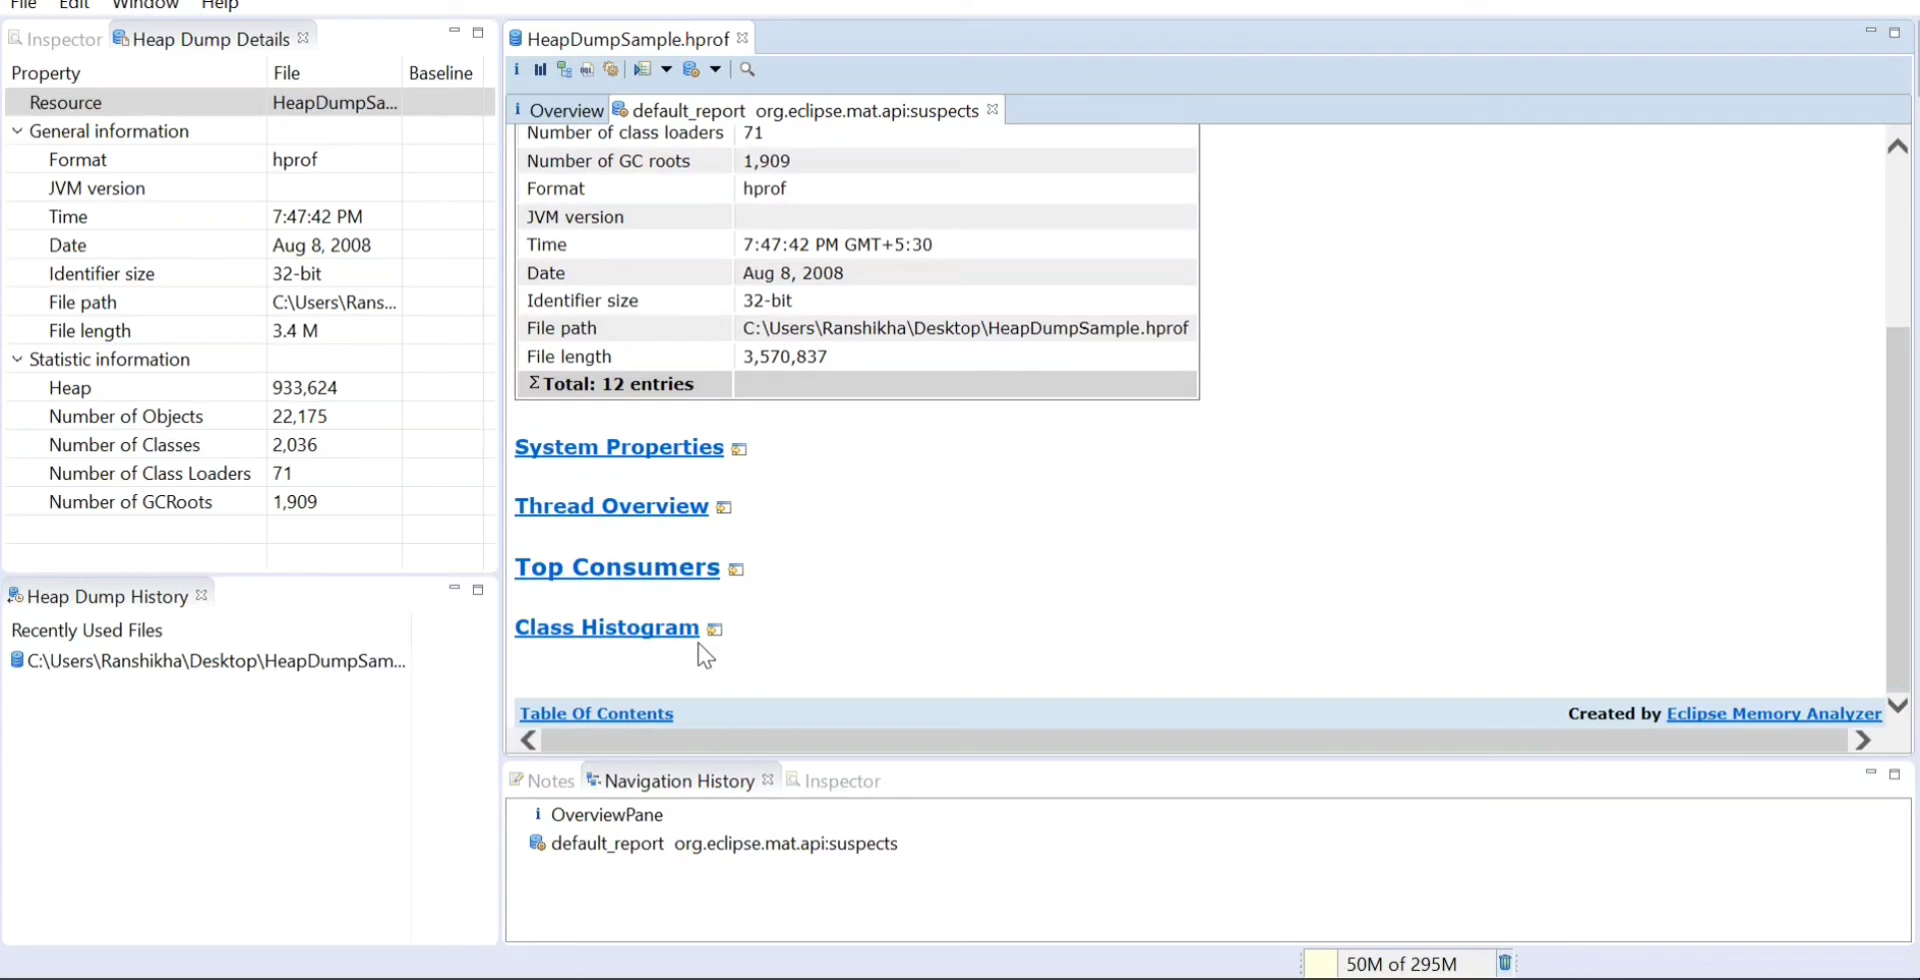 File Edit Window Help
Inspector Heap Dump Details
Property File Baseline
Resource HeapDumpSa...
General information
Format hprof
JVM version
Time 7:47:42 PM
Date Aug 8, 2008
Identifier size 32-bit
File path C:\Users\Rans...
File length 3.4 M
Statistic information
Heap 933,624
Number of Objects 22,175
Number of Classes 2,036
Number of Class Loaders 71
Number of GCRoots 1,909
Heap Dump History
Recently Used Files
C:\Users\Ranshikha\Desktop\HeapDumpSam...
HeapDumpSample.hprof
i Overview default_report org.eclipse.mat.api:suspects
Number of class loaders 71
Number of GC roots 1,909
Format hprof
JVM version
Time 7:47:42 PM GMT+5:30
Date Aug 8, 2008
Identifier size 32-bit
File path C:\Users\Ranshikha\Desktop\HeapDumpSample.hprof
File length 3,570,837
Σ Total: 12 entries
System Properties
Thread Overview
Top Consumers
Class Histogram
Table Of Contents Created by Eclipse Memory Analyzer
Notes Navigation History Inspector
i OverviewPane
default_report org.eclipse.mat.api:suspects
50M of 295M